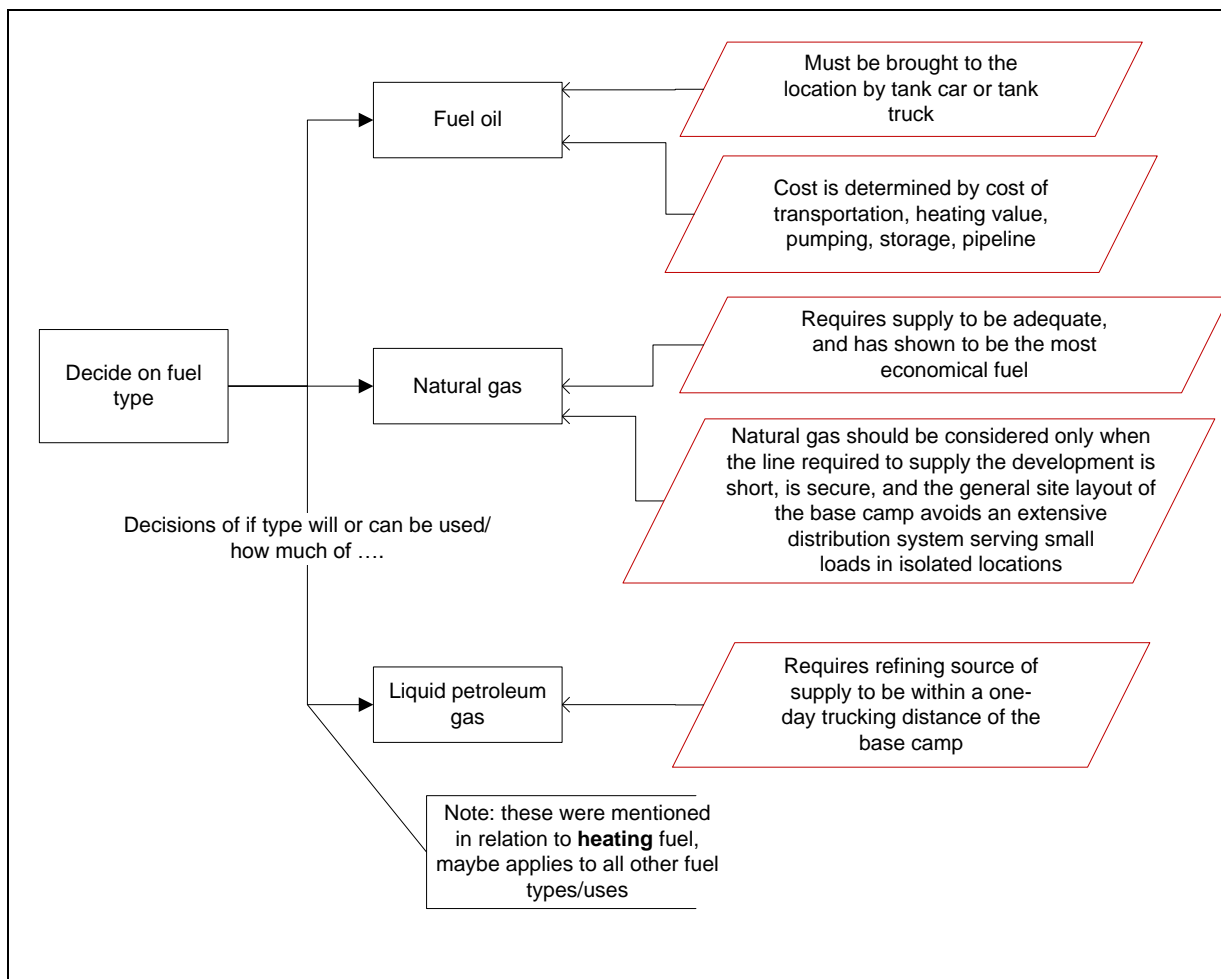 Must be brought to the
location by tank car or tank
truck
Fuel oil
Cost is determined by cost of
transportation, heating value,
pumping, storage, pipeline
Requires supply to be adequate,
and has shown to be the most
economical fuel
Decide on fuel
type
Natural gas
Natural gas should be considered only when
the line required to supply the development is
short, is secure, and the general site layout of
the base camp avoids an extensive
distribution system serving small
loads in isolated locations
Decisions of if type will or can be used/
how much of ….
Liquid petroleum
gas
Requires refining source of
supply to be within a one-
day trucking distance of the
base camp
Note: these were mentioned
in relation to heating fuel,
maybe applies to all other fuel
types/uses